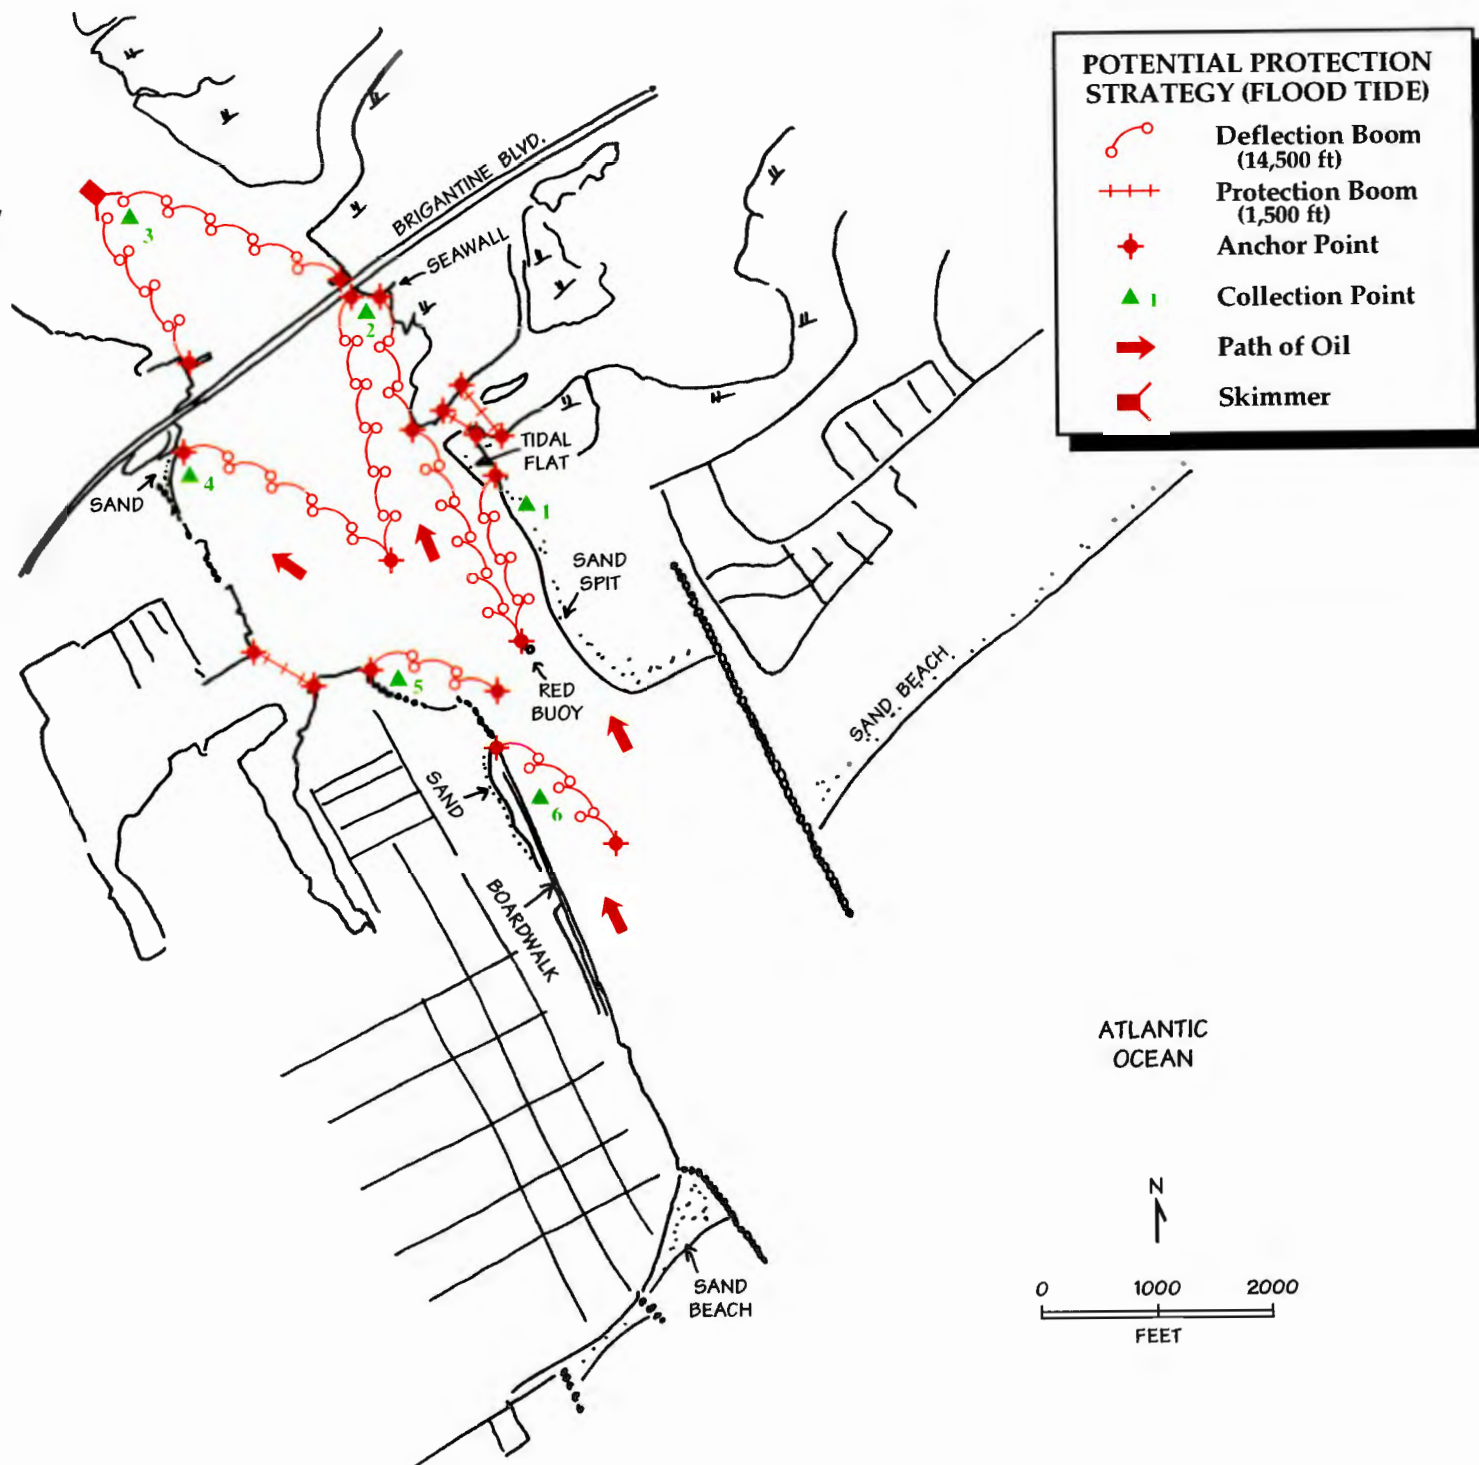 POTENTIAL PROTECTION
STRATEGY (FLOOD TIDE)
Deflection Boom
(14,500 ft)
Protection Boom
(1,500 ft)
Anchor Point
1
Collection Point
Path of Oil
Skimmer
BRIGANTINE BLVD.
SEAWALL
3
2
TIDAL
FLAT
4
SAND
1
SAND
SPIT
5
RED
BUOY
SAND BEACH
SAND
6
BOARDWALK
ATLANTIC
OCEAN
N
SAND
BEACH
0 1000 2000
FEET